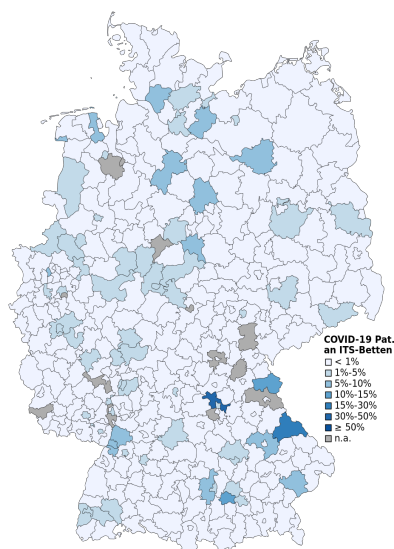 COVID-19 Pat.
an ITS-Betten
< 1%
1%-5%
5%-10%
10%-15%
15%-30%
30%-50%
≥ 50%
n.a.